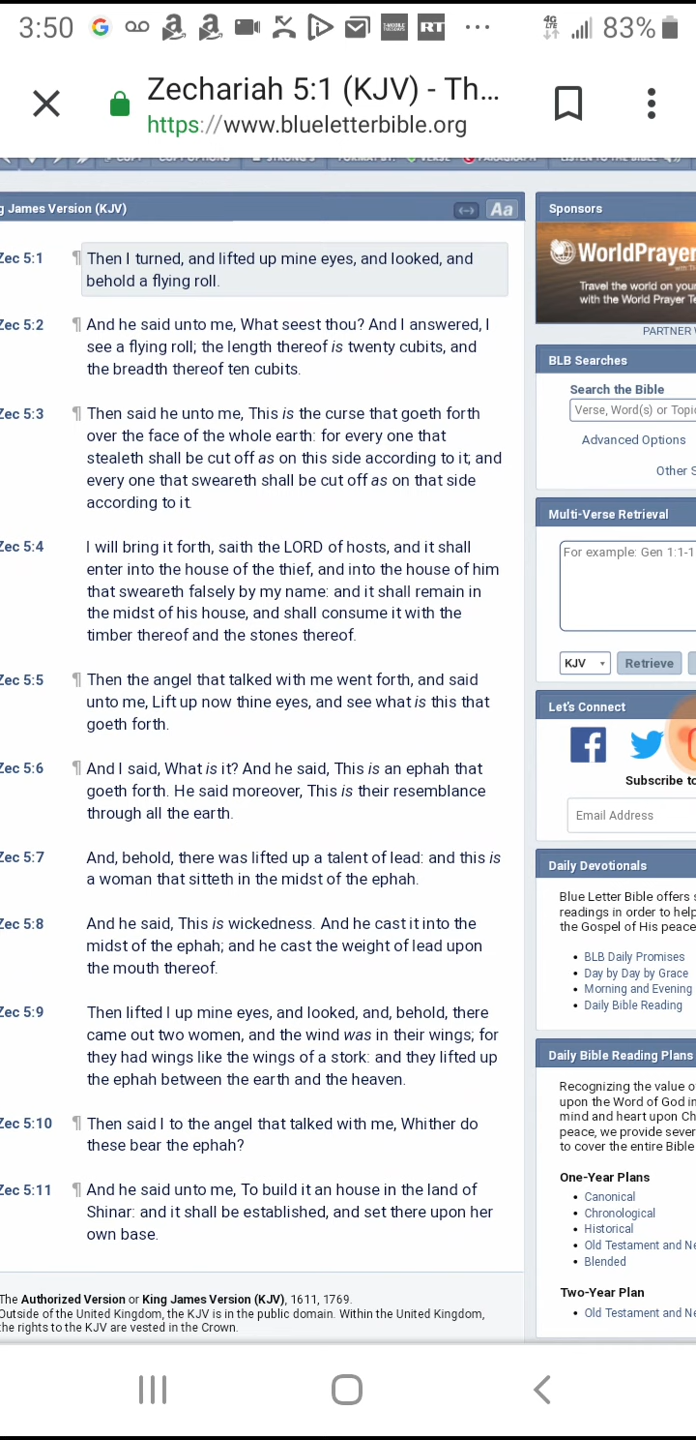 3:50
83%
Zechariah 5:1 (KJV) - Th...
https://www.blueletterbible.org
g James Version (KJV)
Aa
Zec 5:1 ¶ Then I turned, and lifted up mine eyes, and looked, and
behold a flying roll.
Zec 5:2 ¶ And he said unto me, What seest thou? And I answered, I
see a flying roll; the length thereof is twenty cubits, and
the breadth thereof ten cubits.
Zec 5:3 ¶ Then said he unto me, This is the curse that goeth forth
over the face of the whole earth: for every one that
stealeth shall be cut off as on this side according to it; and
every one that sweareth shall be cut off as on that side
according to it.
Zec 5:4 I will bring it forth, saith the LORD of hosts, and it shall
enter into the house of the thief, and into the house of him
that sweareth falsely by my name: and it shall remain in
the midst of his house, and shall consume it with the
timber thereof and the stones thereof.
Zec 5:5 ¶ Then the angel that talked with me went forth, and said
unto me, Lift up now thine eyes, and see what is this that
goeth forth.
Zec 5:6 ¶ And I said, What is it? And he said, This is an ephah that
goeth forth. He said moreover, This is their resemblance
through all the earth.
Zec 5:7 And, behold, there was lifted up a talent of lead: and this is
a woman that sitteth in the midst of the ephah.
Zec 5:8 And he said, This is wickedness. And he cast it into the
midst of the ephah; and he cast the weight of lead upon
the mouth thereof.
Zec 5:9 Then lifted I up mine eyes, and looked, and, behold, there
came out two women, and the wind was in their wings; for
they had wings like the wings of a stork: and they lifted up
the ephah between the earth and the heaven.
Zec 5:10 ¶ Then said I to the angel that talked with me, Whither do
these bear the ephah?
Zec 5:11 ¶ And he said unto me, To build it an house in the land of
Shinar: and it shall be established, and set there upon her
own base.
The Authorized Version or King James Version (KJV), 1611, 1769.
Outside of the United Kingdom, the KJV is in the public domain. Within the United Kingdom,
the rights to the KJV are vested in the Crown.
Sponsors
WorldPrayer
Travel the world on you
with the World Prayer Te
PARTNER
BLB Searches
Search the Bible
Verse, Word(s) or Topi
Advanced Options
Other S
Multi-Verse Retrieval
For example: Gen 1:1-1
KJV Retrieve
Let's Connect
Subscribe to
Email Address
Daily Devotionals
Blue Letter Bible offers s
readings in order to help
the Gospel of His peace
• BLB Daily Promises
• Day by Day by Grace
• Morning and Evening
• Daily Bible Reading
Daily Bible Reading Plans
Recognizing the value o
upon the Word of God in
mind and heart upon Ch
peace, we provide sever
to cover the entire Bible
One-Year Plans
• Canonical
• Chronological
• Historical
• Old Testament and Ne
• Blended
Two-Year Plan
• Old Testament and Ne